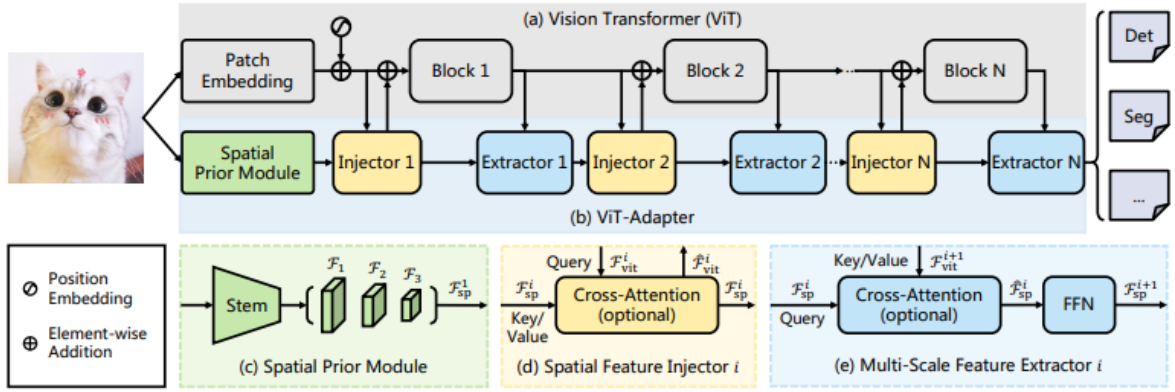 (a) Vision Transformer (ViT)
Patch
Embedding
Block 1
Block 2
...
Block N
Det
Seg
...
Spatial
Prior Module
Injector 1
Extractor 1
Injector 2
Extractor 2
...
Injector N
Extractor N
(b) ViT-Adapter
Position
Embedding
Element-wise
Addition
Stem
ℱ₁
ℱ₂
ℱ₃
ℱ¹sp
(c) Spatial Prior Module
Query
ℱⁱvit
ℱ̂ⁱvit
ℱⁱsp
Key/
Value
Cross-Attention
(optional)
ℱⁱsp
(d) Spatial Feature Injector i
Key/Value
ℱⁱ⁺¹vit
ℱⁱsp
Query
Cross-Attention
(optional)
ℱ̂ⁱsp
FFN
ℱⁱ⁺¹sp
(e) Multi-Scale Feature Extractor i